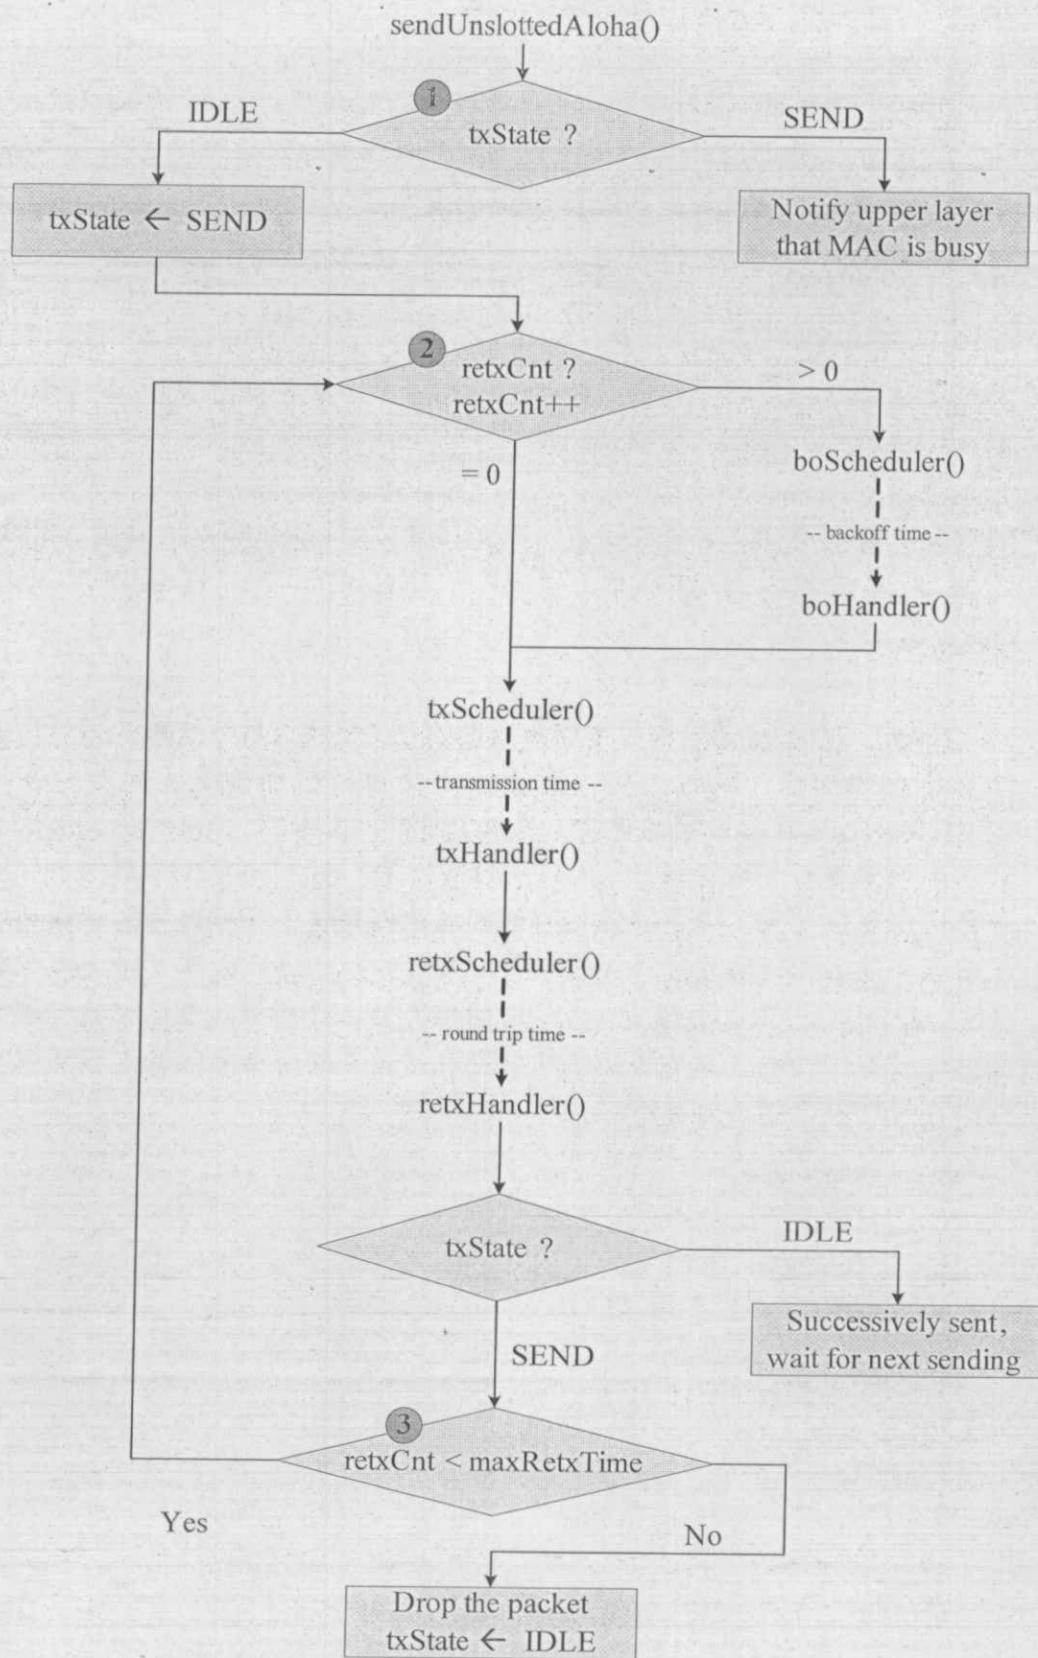 sendUnslottedAloha()
1
IDLE
txState ?
SEND
txState ← SEND
Notify upper layer
that MAC is busy
2
retxCnt ?
retxCnt++
> 0
= 0
boScheduler()
-- backoff time --
boHandler()
txScheduler()
-- transmission time --
txHandler()
retxScheduler()
-- round trip time --
retxHandler()
txState ?
IDLE
SEND
Successively sent,
wait for next sending
3
retxCnt < maxRetxTime
Yes
No
Drop the packet
txState ← IDLE